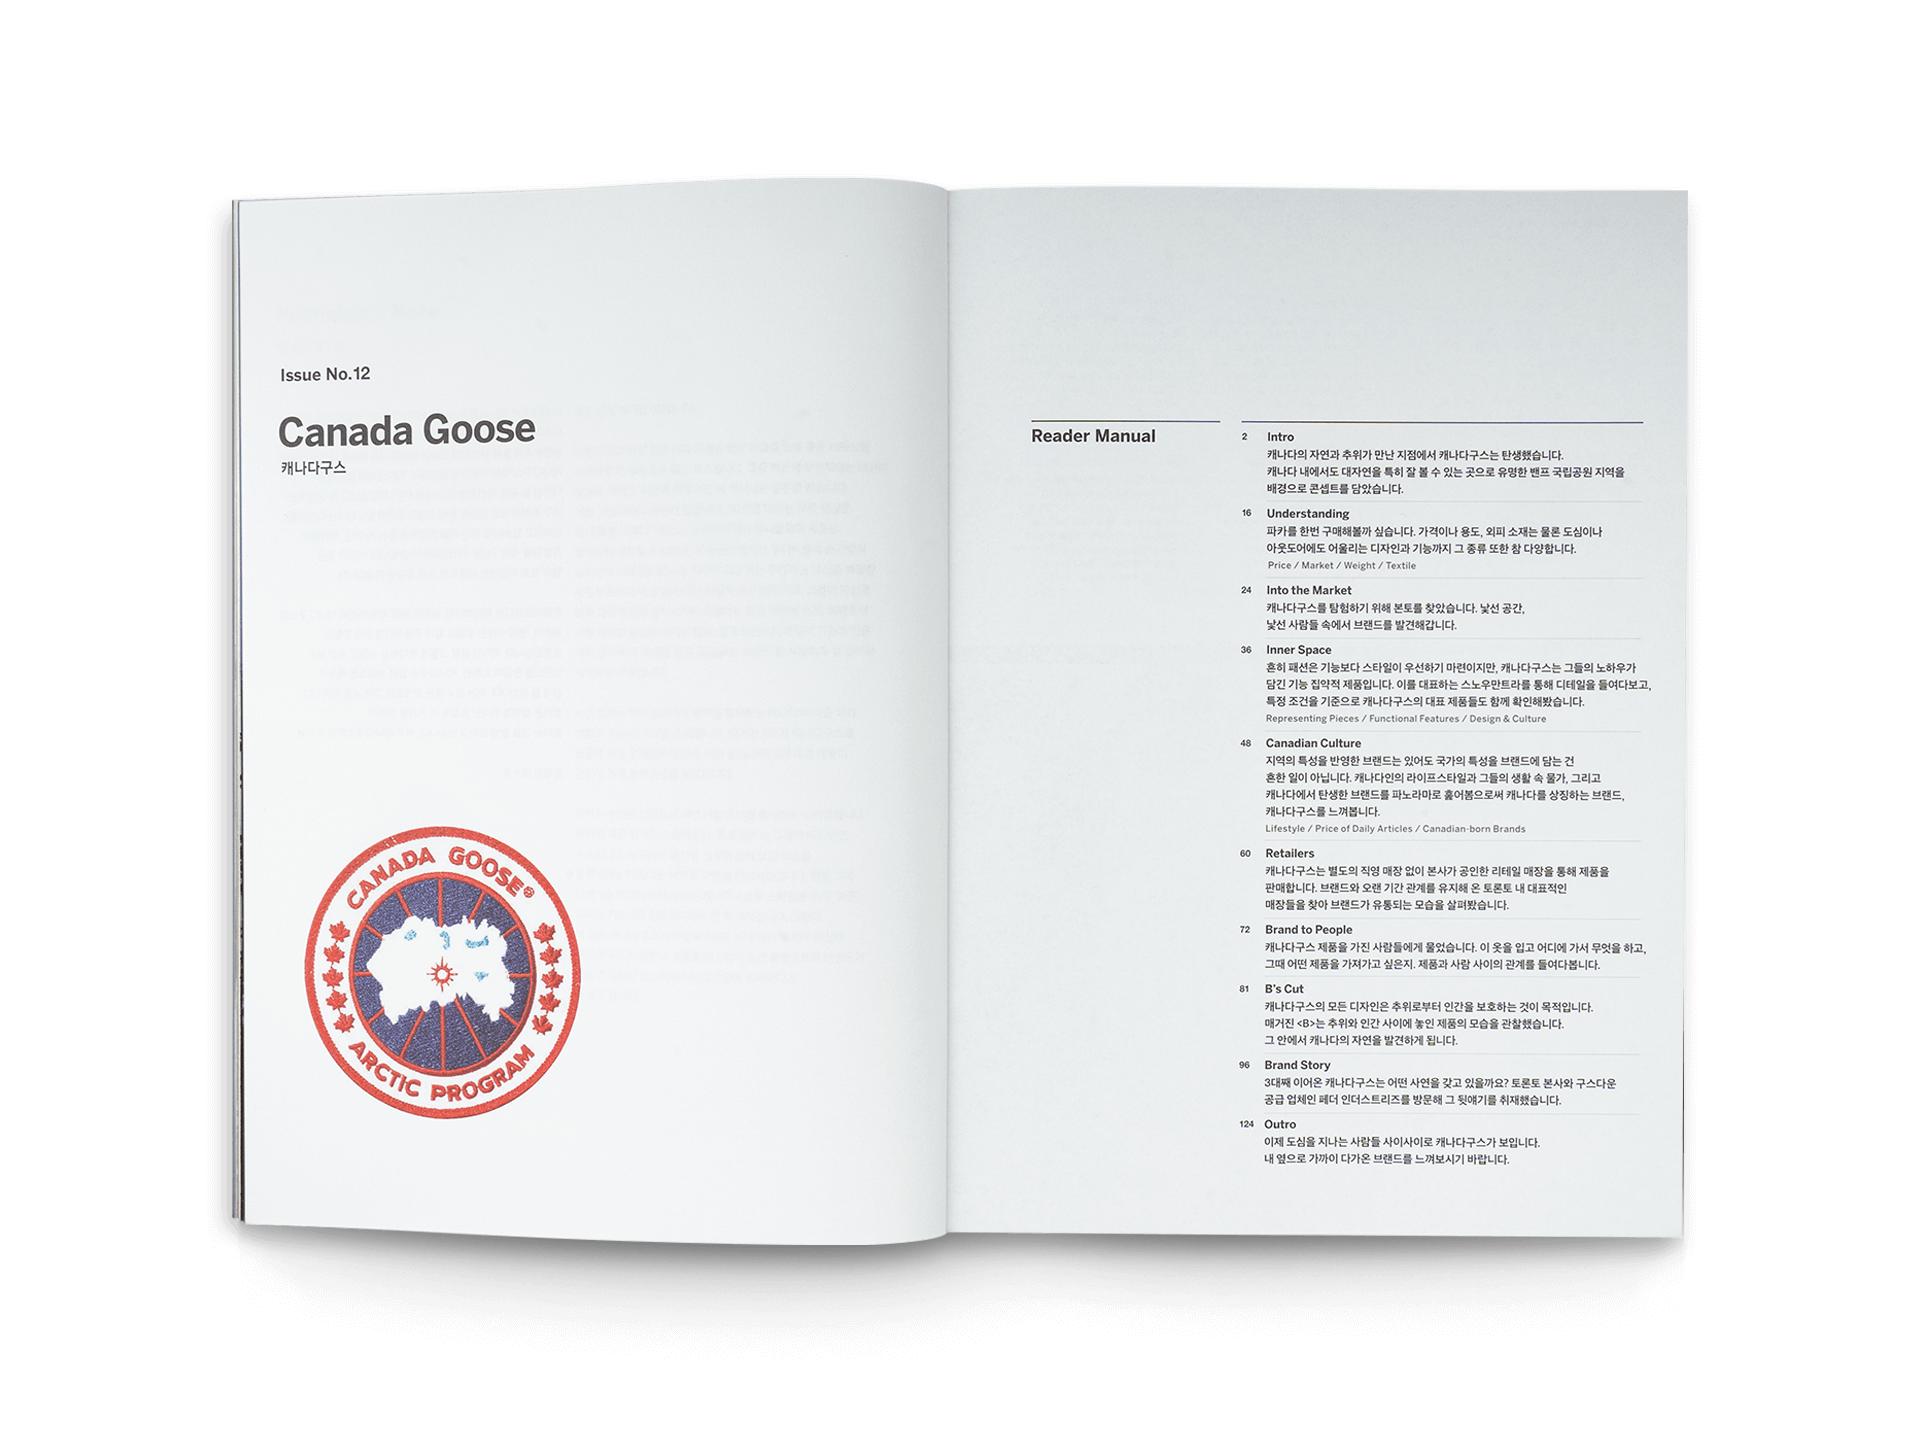 Issue No.12
Canada Goose
캐나다구스
CANADA GOOSE®
ARCTIC PROGRAM
Reader Manual
2 Intro
캐나다의 자연과 추위가 만난 지점에서 캐나다구스는 탄생했습니다.
캐나다 내에서도 대자연을 특히 잘 볼 수 있는 곳으로 유명한 밴프 국립공원 지역을
배경으로 콘셉트를 담았습니다.
16 Understanding
파카를 한번 구매해볼까 싶습니다. 가격이나 용도, 외피 소재는 물론 도심이나
아웃도어에도 어울리는 디자인과 기능까지 그 종류 또한 참 다양합니다.
Price / Market / Weight / Textile
24 Into the Market
캐나다구스를 탐험하기 위해 본토를 찾았습니다. 낯선 공간,
낯선 사람들 속에서 브랜드를 발견해갑니다.
36 Inner Space
흔히 패션은 기능보다 스타일이 우선하기 마련이지만, 캐나다구스는 그들의 노하우가
담긴 기능 집약적 제품입니다. 이를 대표하는 스노우만트라를 통해 디테일을 들여다보고,
특정 조건을 기준으로 캐나다구스의 대표 제품들도 함께 확인해봤습니다.
Representing Pieces / Functional Features / Design & Culture
48 Canadian Culture
지역의 특성을 반영한 브랜드는 있어도 국가의 특성을 브랜드에 담는 건
흔한 일이 아닙니다. 캐나다인의 라이프스타일과 그들의 생활 속 물가, 그리고
캐나다에서 탄생한 브랜드를 파노라마로 훑어봄으로써 캐나다를 상징하는 브랜드,
캐나다구스를 느껴봅니다.
Lifestyle / Price of Daily Articles / Canadian-born Brands
60 Retailers
캐나다구스는 별도의 직영 매장 없이 본사가 공인한 리테일 매장을 통해 제품을
판매합니다. 브랜드와 오랜 기간 관계를 유지해 온 토론토 내 대표적인
매장들을 찾아 브랜드가 유통되는 모습을 살펴봤습니다.
72 Brand to People
캐나다구스 제품을 가진 사람들에게 물었습니다. 이 옷을 입고 어디에 가서 무엇을 하고,
그때 어떤 제품을 가져가고 싶은지. 제품과 사람 사이의 관계를 들여다봅니다.
81 B's Cut
캐나다구스의 모든 디자인은 추위로부터 인간을 보호하는 것이 목적입니다.
매거진 <B>는 추위와 인간 사이에 놓인 제품의 모습을 관찰했습니다.
그 안에서 캐나다의 자연을 발견하게 됩니다.
96 Brand Story
3대째 이어온 캐나다구스는 어떤 사연을 갖고 있을까요? 토론토 본사와 구스다운
공급 업체인 페더 인더스트리즈를 방문해 그 뒷얘기를 취재했습니다.
124 Outro
이제 도심을 지나는 사람들 사이사이로 캐나다구스가 보입니다.
내 옆으로 가까이 다가온 브랜드를 느껴보시기 바랍니다.